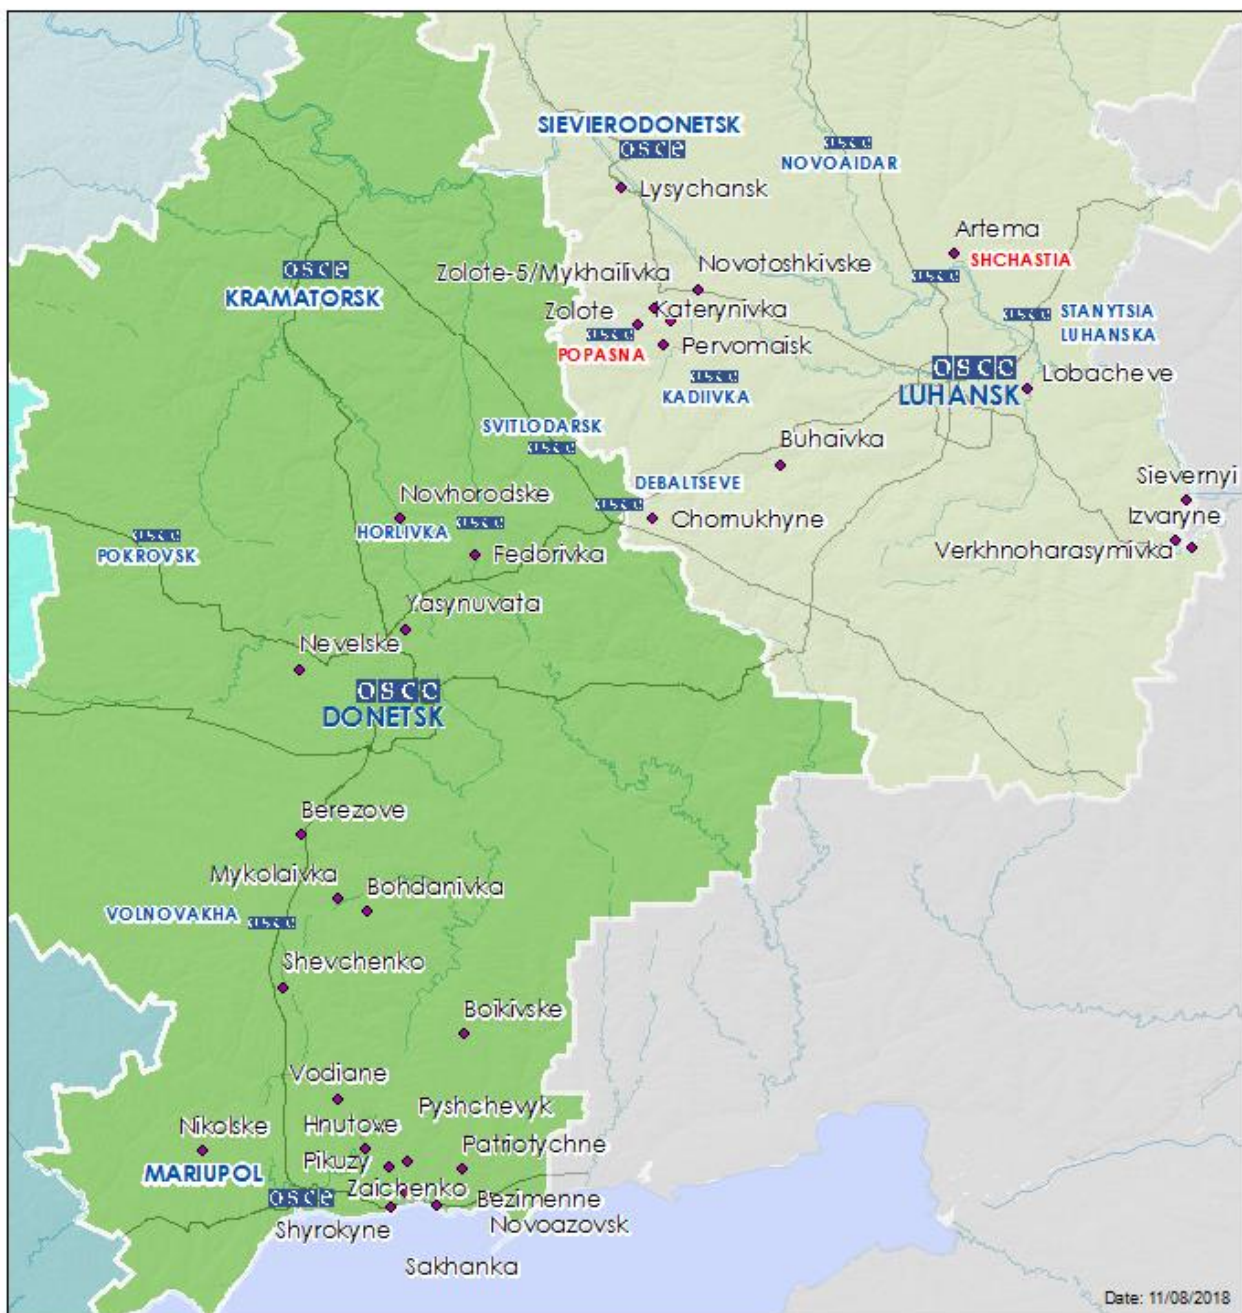 SIEVIERODONETSK
osce
osce
NOVOAIDAR
Lysychansk
Artema
SHCHASTIA
osce
osce
KRAMATORSK
Zolote-5/Mykhailivka
Novotoshkivske
Zolote
Katerynivka
osce
STANYTSIA
LUHANSKA
osce
POPASNA
Pervomaisk
osce
KADIIVKA
osce
LUHANSK
Lobacheve
SVITLODARSK
osce
Buhaivka
DEBALTSEVE
osce
Sievernyi
Novhorodske
HORLIVKA
osce
Chornukhyne
Izvaryne
osce
POKROVSK
Fedorivka
Verkhnoharasymivka
Yasynuvata
Nevelske
osce
DONETSK
Berezove
Mykolaivka
Bohdanivka
VOLNOVAKHA
osce
Shevchenko
Boikivske
Vodiane
Pyshchevyk
Nikolske
Hnutove
Patriotychne
MARIUPOL
Pikuzy
osce
Zaichenko
Bezimenne
Shyrokyne
Novoazovsk
Sakhanka
Date: 11/08/2018